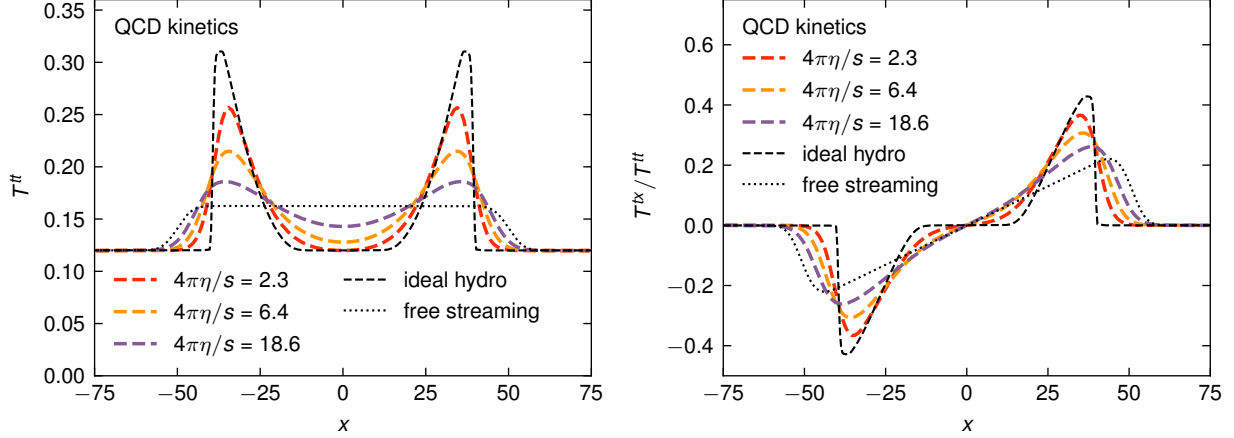 QCD kinetics
0.35
0.30
0.25
0.20
0.15
0.10
0.05
0.00
T^{tt}
4πη/s = 2.3
4πη/s = 6.4
4πη/s = 18.6
ideal hydro
free streaming
−75 −50 −25 0 25 50 75
x
QCD kinetics
4πη/s = 2.3
4πη/s = 6.4
4πη/s = 18.6
ideal hydro
free streaming
0.6
0.4
0.2
0.0
−0.2
−0.4
T^{tx}/T^{tt}
−75 −50 −25 0 25 50 75
x